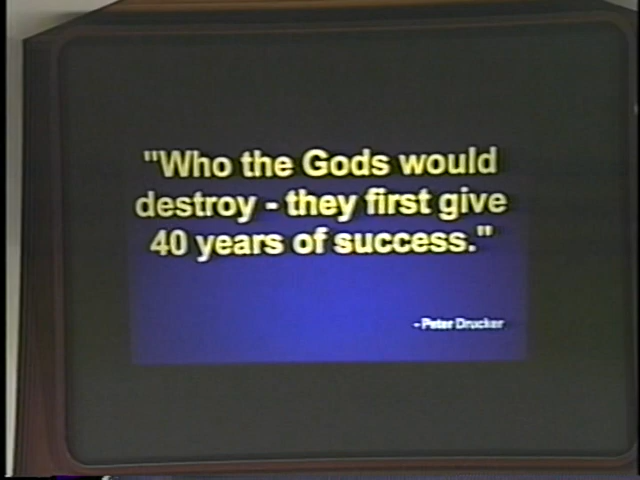 "Who the Gods would
destroy - they first give
40 years of success."
- Peter Drucker